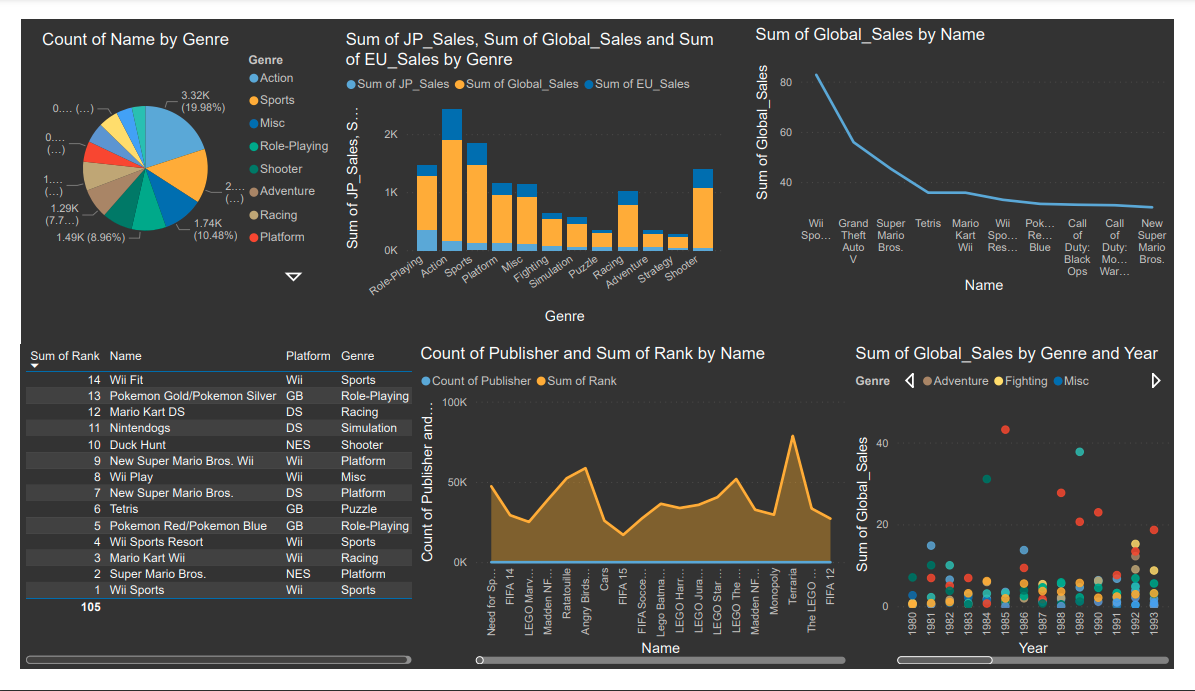 Count of Name by Genre
Genre
Action
Sports
Misc
Role-Playing
Shooter
Adventure
Racing
Platform
3.32K
(19.98%)
2...
(...)
1.74K
(10.48%)
1.49K (8.96%)
1.29K
(7.7...)
1....
(...)
0....
(...)
0.... (...)
Sum of JP_Sales, Sum of Global_Sales and Sum
of EU_Sales by Genre
Sum of JP_Sales Sum of Global_Sales Sum of EU_Sales
Sum of JP_Sales, S...
2K
1K
0K
Role-Playing
Action
Sports
Platform
Misc
Fighting
Simulation
Puzzle
Racing
Adventure
Strategy
Shooter
Genre
Sum of Global_Sales by Name
Sum of Global_Sales
80
60
40
Wii Spo...
Grand Theft Auto V
Super Mario Bros.
Tetris
Mario Kart Wii
Wii Spo... Res...
Pok... Re... Blue
Call of Duty: Black Ops
Call of Duty: Mo... War...
New Super Mario Bros.
Name
Sum of Rank Name Platform Genre
14 Wii Fit Wii Sports
13 Pokemon Gold/Pokemon Silver GB Role-Playing
12 Mario Kart DS DS Racing
11 Nintendogs DS Simulation
10 Duck Hunt NES Shooter
9 New Super Mario Bros. Wii Wii Platform
8 Wii Play Wii Misc
7 New Super Mario Bros. DS Platform
6 Tetris GB Puzzle
5 Pokemon Red/Pokemon Blue GB Role-Playing
4 Wii Sports Resort Wii Sports
3 Mario Kart Wii Wii Racing
2 Super Mario Bros. NES Platform
1 Wii Sports Wii Sports
105
Count of Publisher and Sum of Rank by Name
Count of Publisher Sum of Rank
Count of Publisher and...
100K
50K
0K
Need for Sp...
FIFA 14
LEGO Marv...
Madden NF...
Ratatouille
Angry Birds...
Cars
FIFA 15
FIFA Socce...
Lego Batma...
LEGO Harr...
LEGO Jura...
LEGO Star ...
LEGO The ...
Madden NF...
Monopoly
Terraria
The LEGO ...
FIFA 12
Name
Sum of Global_Sales by Genre and Year
Genre Adventure Fighting Misc
Sum of Global_Sales
40
20
0
1980
1981
1982
1983
1984
1985
1986
1987
1988
1989
1990
1991
1992
1993
Year